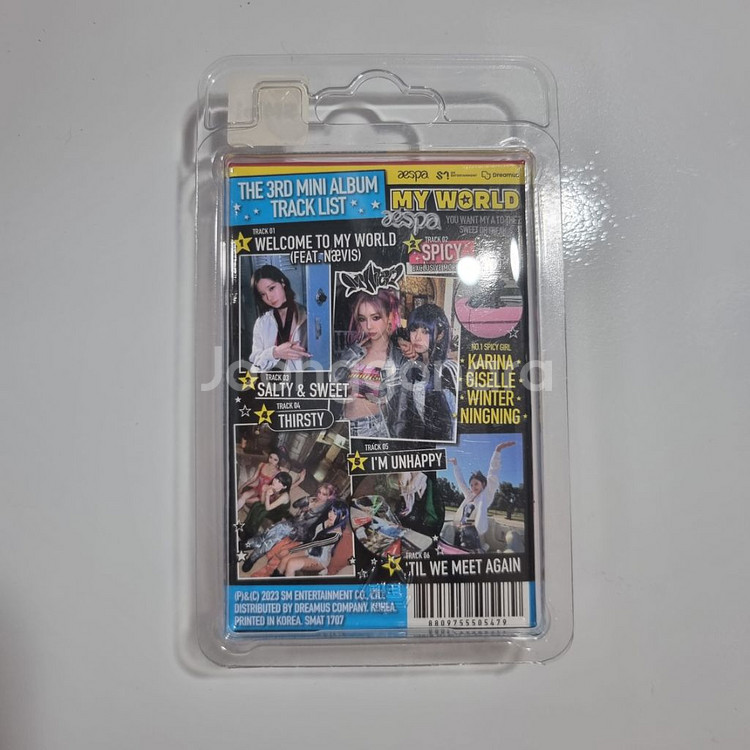 aespa SM ENTERTAINMENT Dreamus
THE 3RD MINI ALBUM
TRACK LIST
MY WORLD
aespa
YOU WANT MY A TO THE Z
TRACK 01
WELCOME TO MY WORLD
(FEAT. NÆVIS)
TRACK 02
SPICY
Joonggonara
NO.1 SPICY GIRL
KARINA
GISELLE
WINTER
NINGNING
TRACK 03
SALTY & SWEET
TRACK 04
THIRSTY
TRACK 05
I'M UNHAPPY
TRACK 06
'TIL WE MEET AGAIN
(P)&(C) 2023 SM ENTERTAINMENT CO., LTD.
DISTRIBUTED BY DREAMUS COMPANY. KOREA.
PRINTED IN KOREA. SMAT 1707
8809755505479